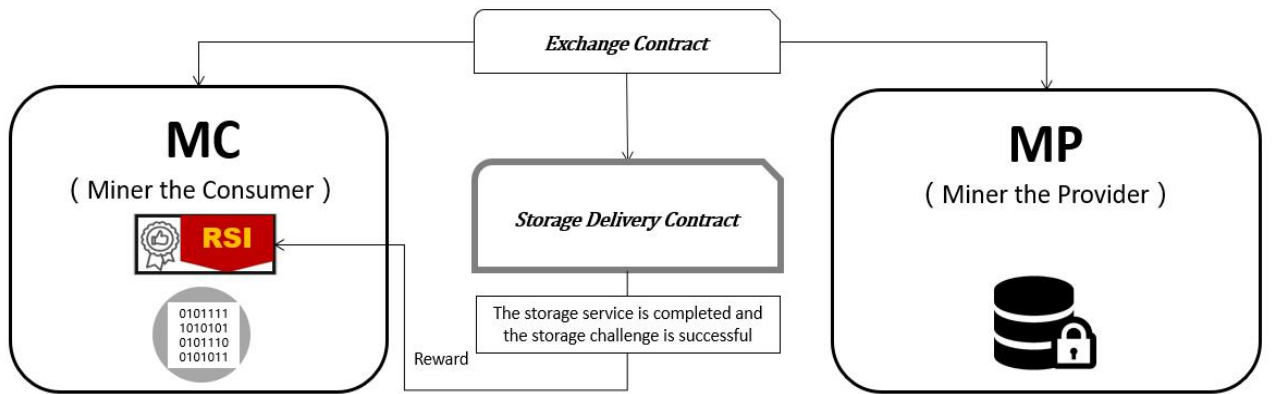 Exchange Contract
MC
( Miner the Consumer )
RSI
0101111
1010101
0101110
0101011
Storage Delivery Contract
The storage service is completed and
the storage challenge is successful
Reward
MP
( Miner the Provider )